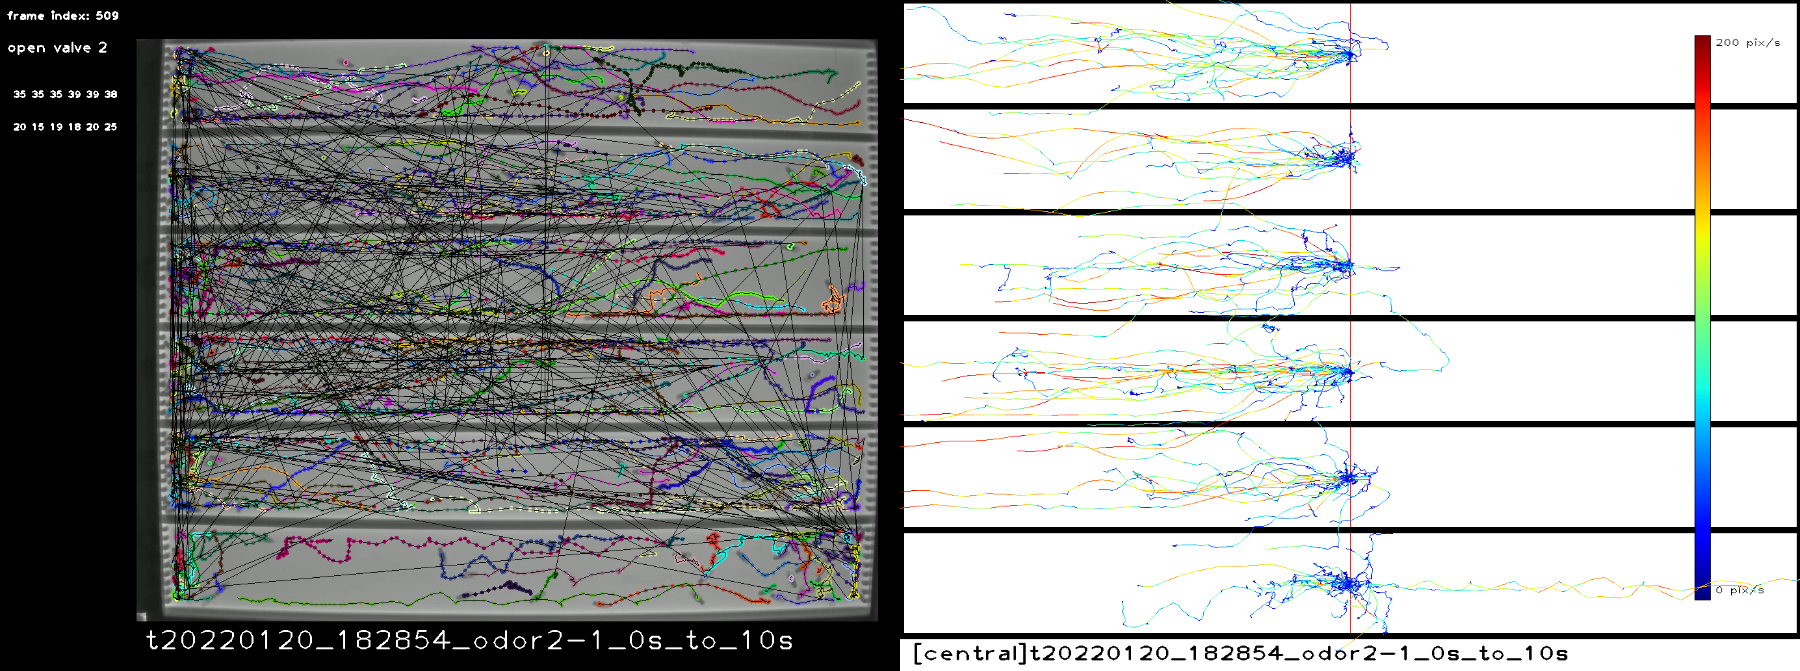 frame index: 509
open valve 2
35 35 35 39 39 38
20 15 19 18 20 25
t20220120_182854_odor2-1_0s_to_10s
200 pix/s
0 pix/s
[central]t20220120_182854_odor2-1_0s_to_10s